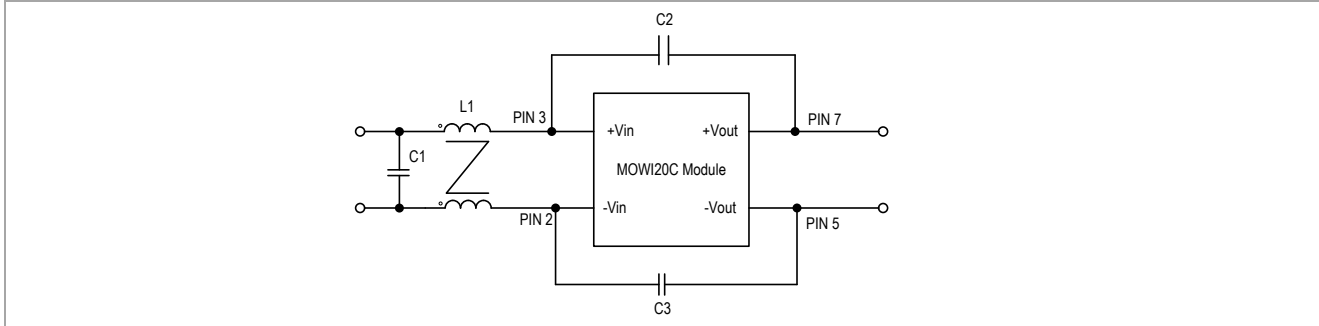 C2
L1
PIN 3
PIN 7
+Vin
+Vout
C1
MOWI20C Module
-Vin
-Vout
PIN 2
PIN 5
C3